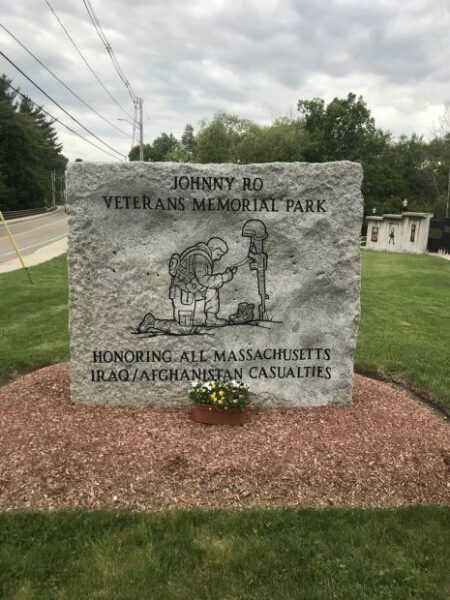 JOHNNY RO
VETERANS MEMORIAL PARK
HONORING ALL MASSACHUSETTS
IRAQ/AFGHANISTAN CASUALTIES